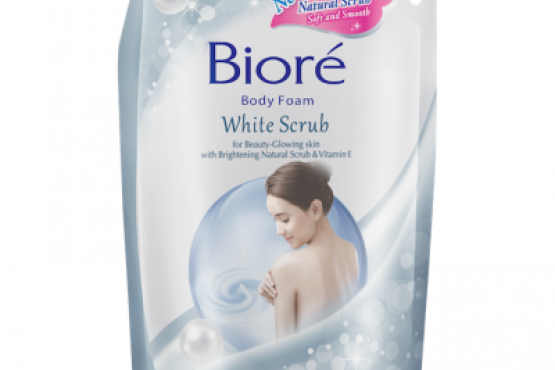 Natural Scrub
Soft and Smooth
Bioré
Body Foam
White Scrub
for Beauty-Glowing skin
with Brightening Natural Scrub & Vitamin E